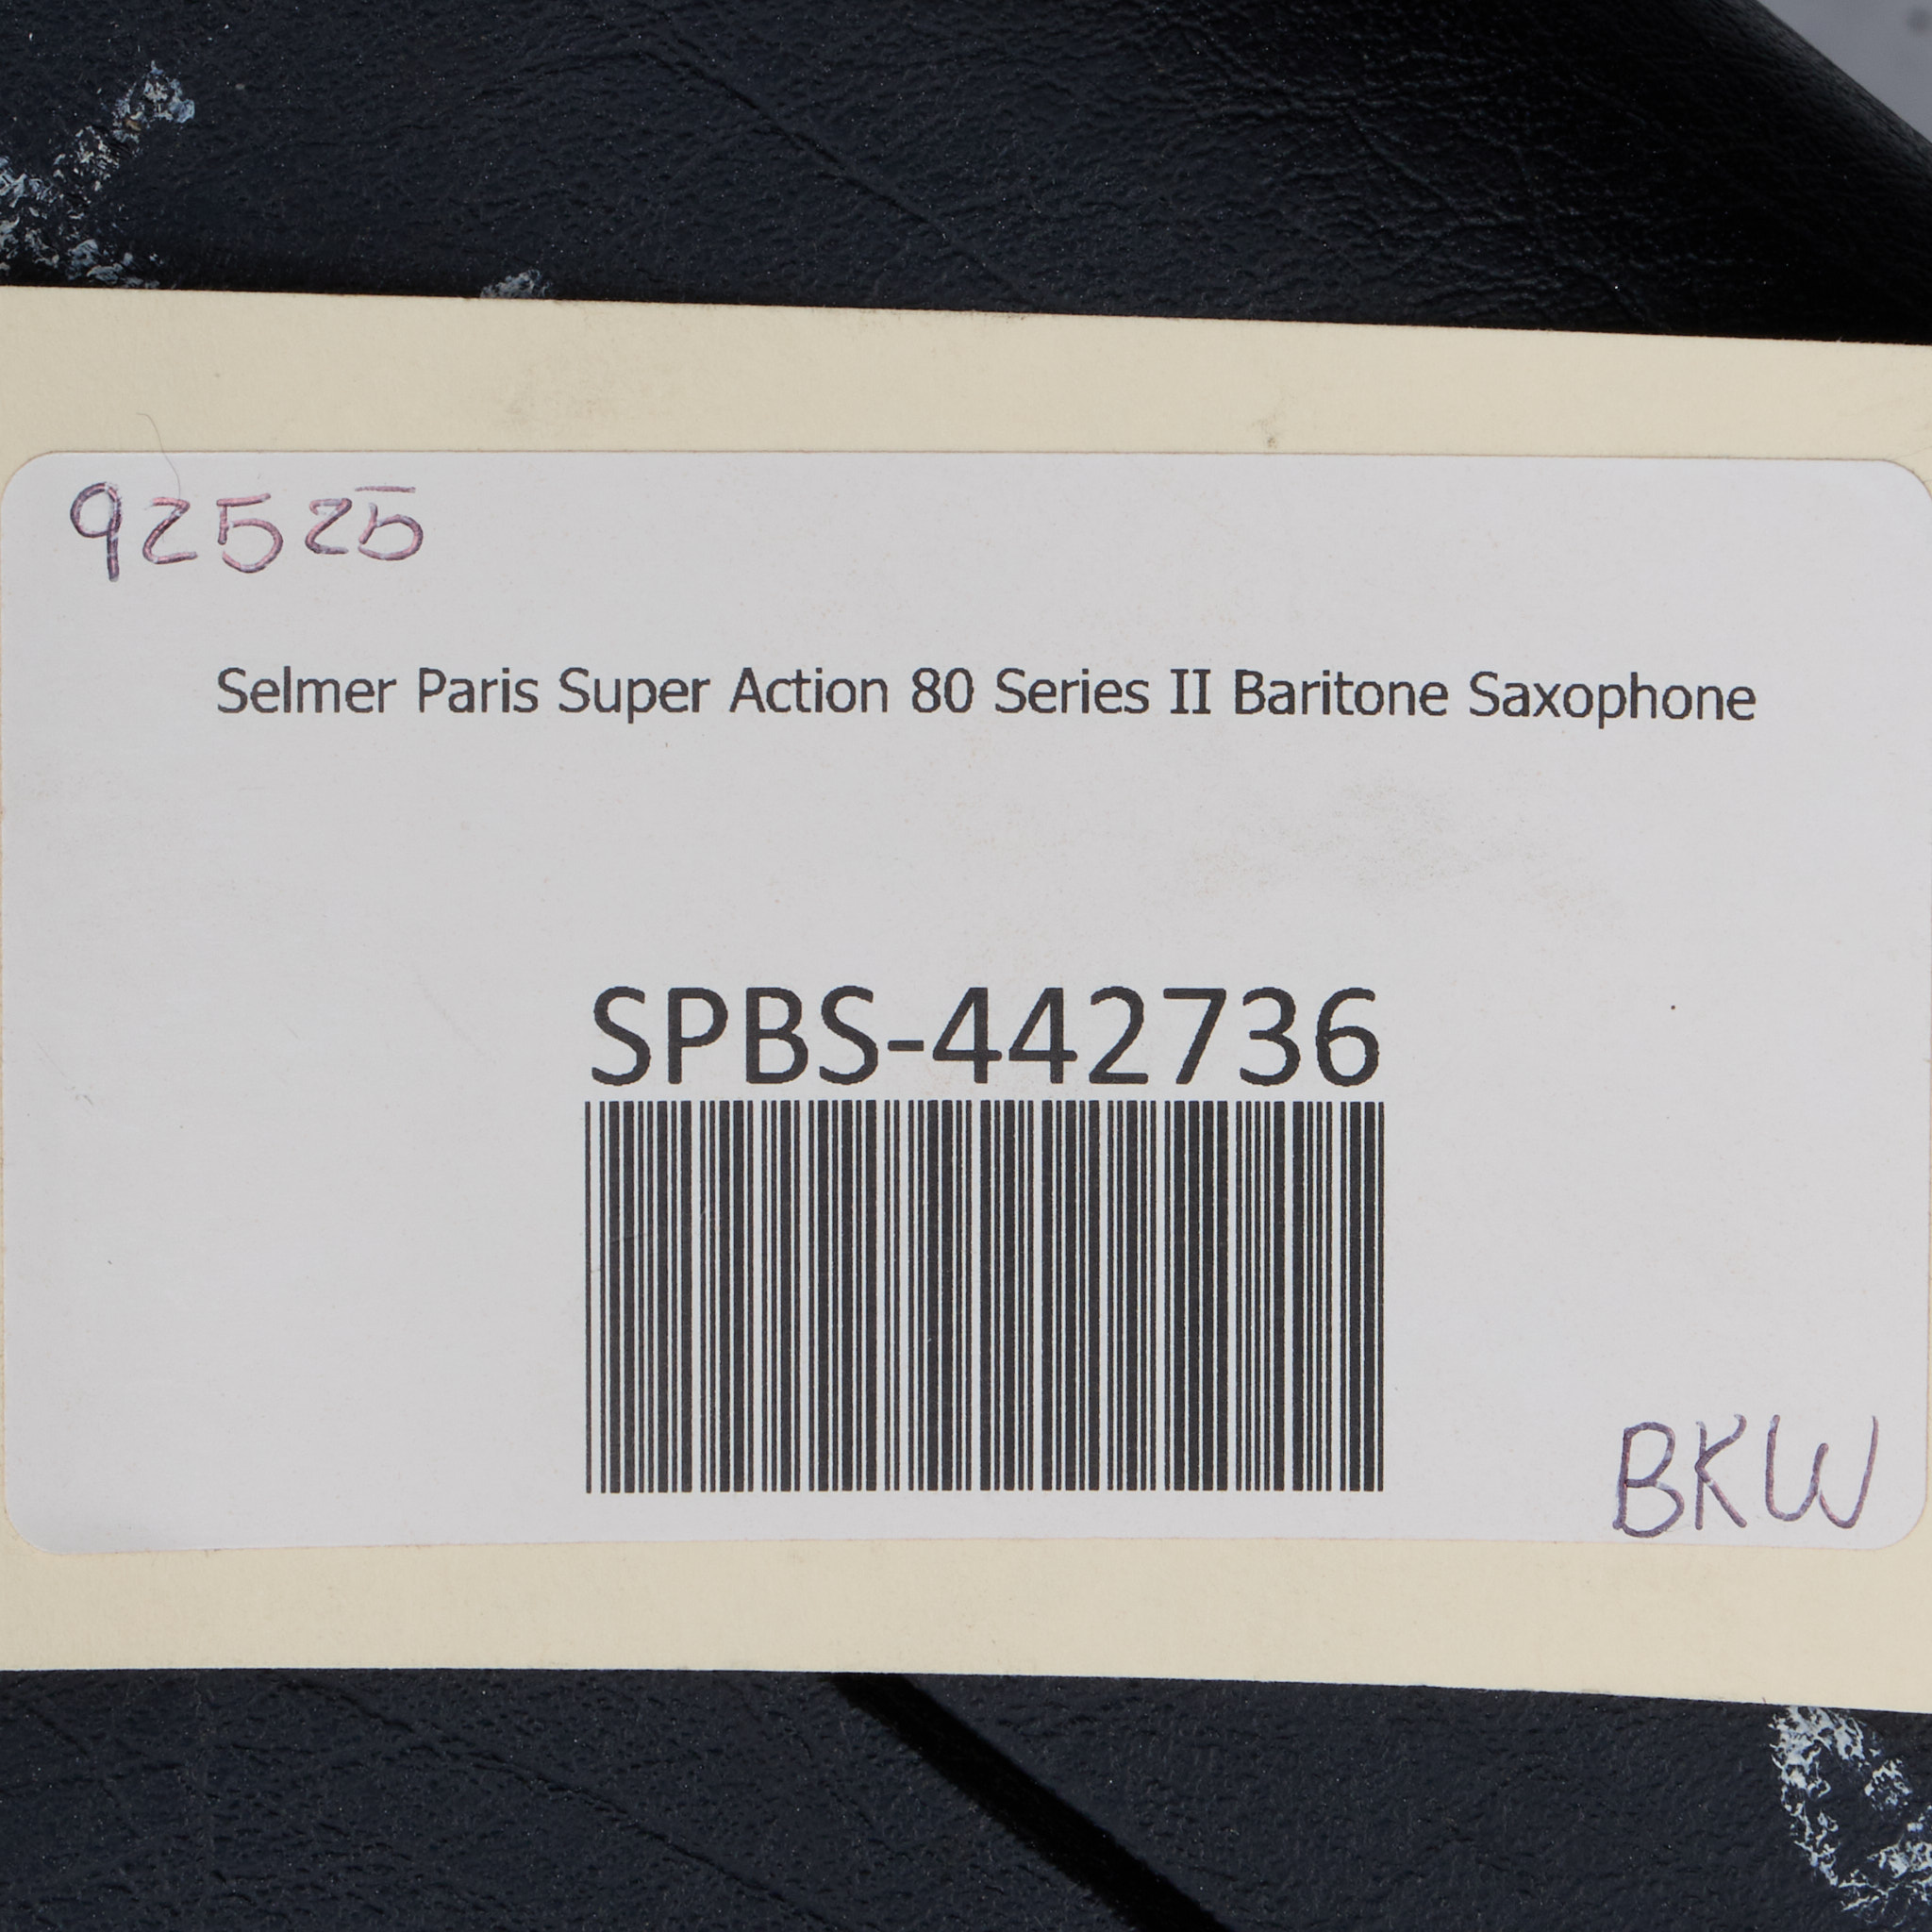 92525
Selmer Paris Super Action 80 Series II Baritone Saxophone
SPBS-442736
BKW